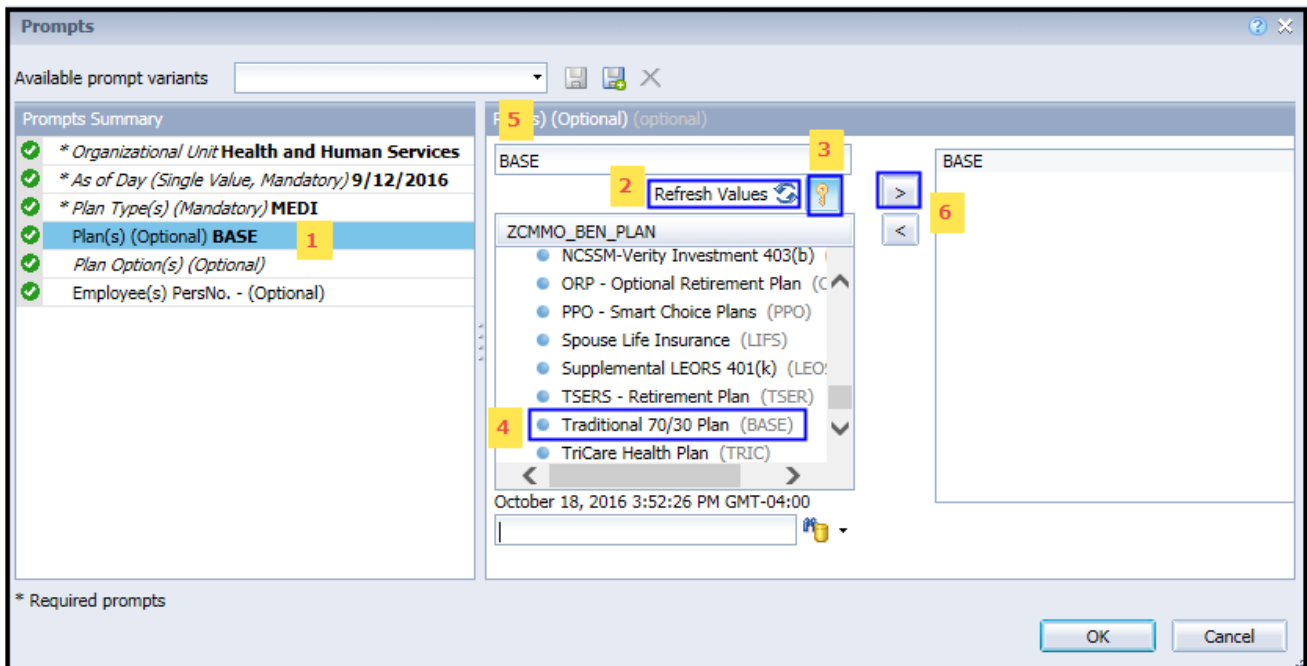 Prompts
Available prompt variants
Prompts Summary
* Organizational Unit Health and Human Services
* As of Day (Single Value, Mandatory) 9/12/2016
* Plan Type(s) (Mandatory) MEDI
Plan(s) (Optional) BASE 1
Plan Option(s) (Optional)
Employee(s) PersNo. - (Optional)
5 s) (Optional) (optional)
BASE
3
2 Refresh Values
ZCMMO_BEN_PLAN
NCSSM-Verity Investment 403(b) (
ORP - Optional Retirement Plan (C
PPO - Smart Choice Plans (PPO)
Spouse Life Insurance (LIFS)
Supplemental LEORS 401(k) (LEO
TSERS - Retirement Plan (TSER)
4 Traditional 70/30 Plan (BASE)
TriCare Health Plan (TRIC)
October 18, 2016 3:52:26 PM GMT-04:00
>
6
<
BASE
* Required prompts
OK Cancel